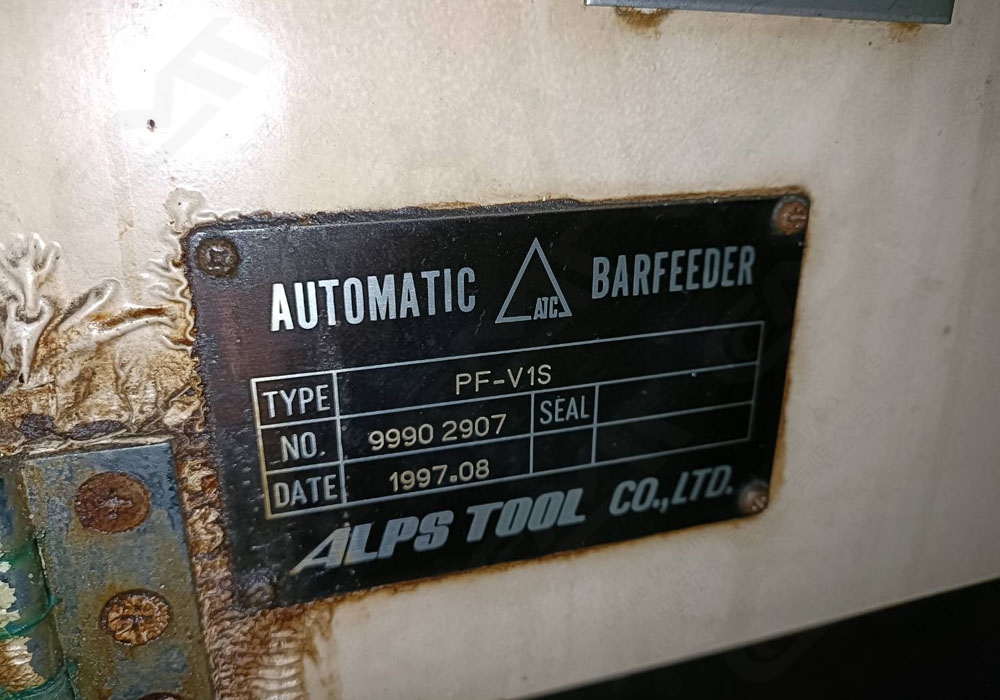 AUTOMATIC ATC BARFEEDER
TYPE PF-V1S
NO. 9990 2907 SEAL
DATE 1997.08
ALPS TOOL CO.,LTD.